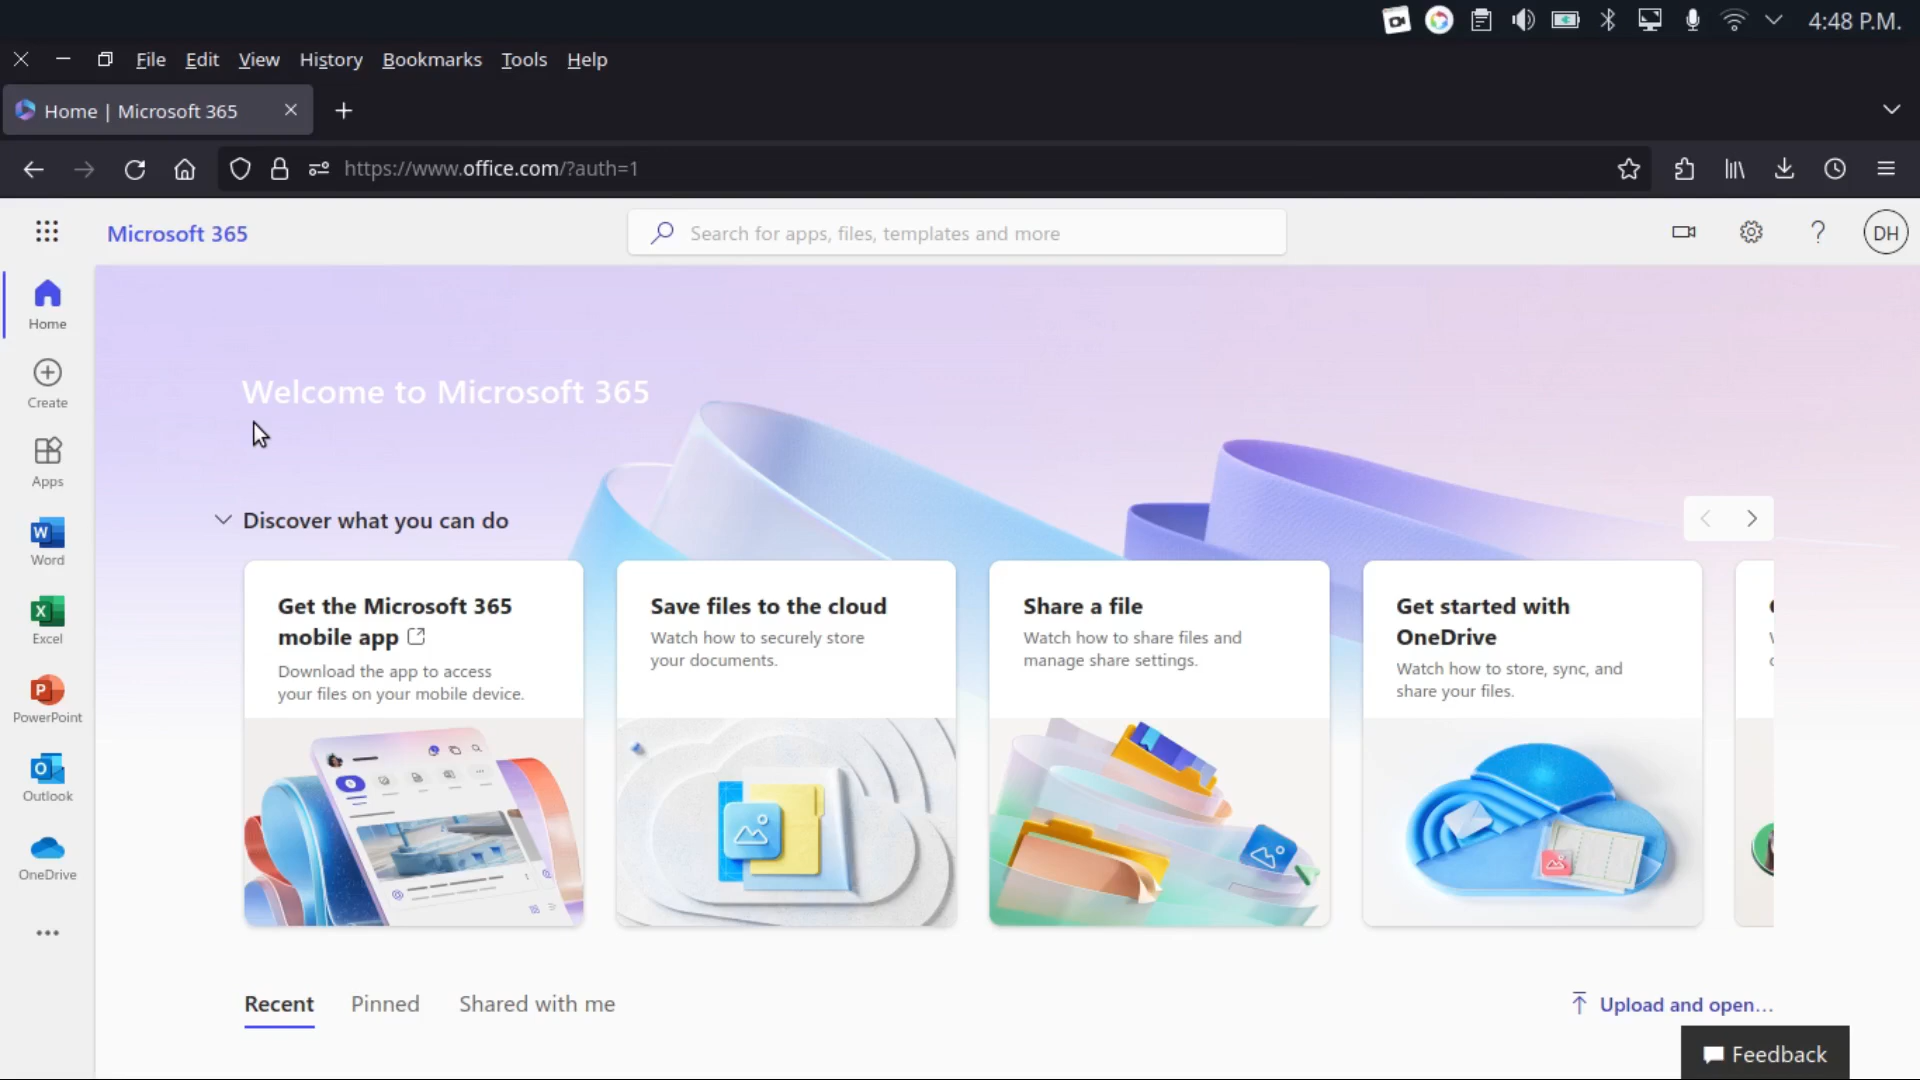 4:48 P.M.
File Edit View History Bookmarks Tools Help
Home | Microsoft 365
https://www.office.com/?auth=1
Microsoft 365
Search for apps, files, templates and more
DH
Home
Create
Apps
Word
Excel
PowerPoint
Outlook
OneDrive
Welcome to Microsoft 365
Discover what you can do
Get the Microsoft 365
mobile app
Download the app to access
your files on your mobile device.
Save files to the cloud
Watch how to securely store
your documents.
Share a file
Watch how to share files and
manage share settings.
Get started with
OneDrive
Watch how to store, sync, and
share your files.
Recent Pinned Shared with me
Upload and open...
Feedback